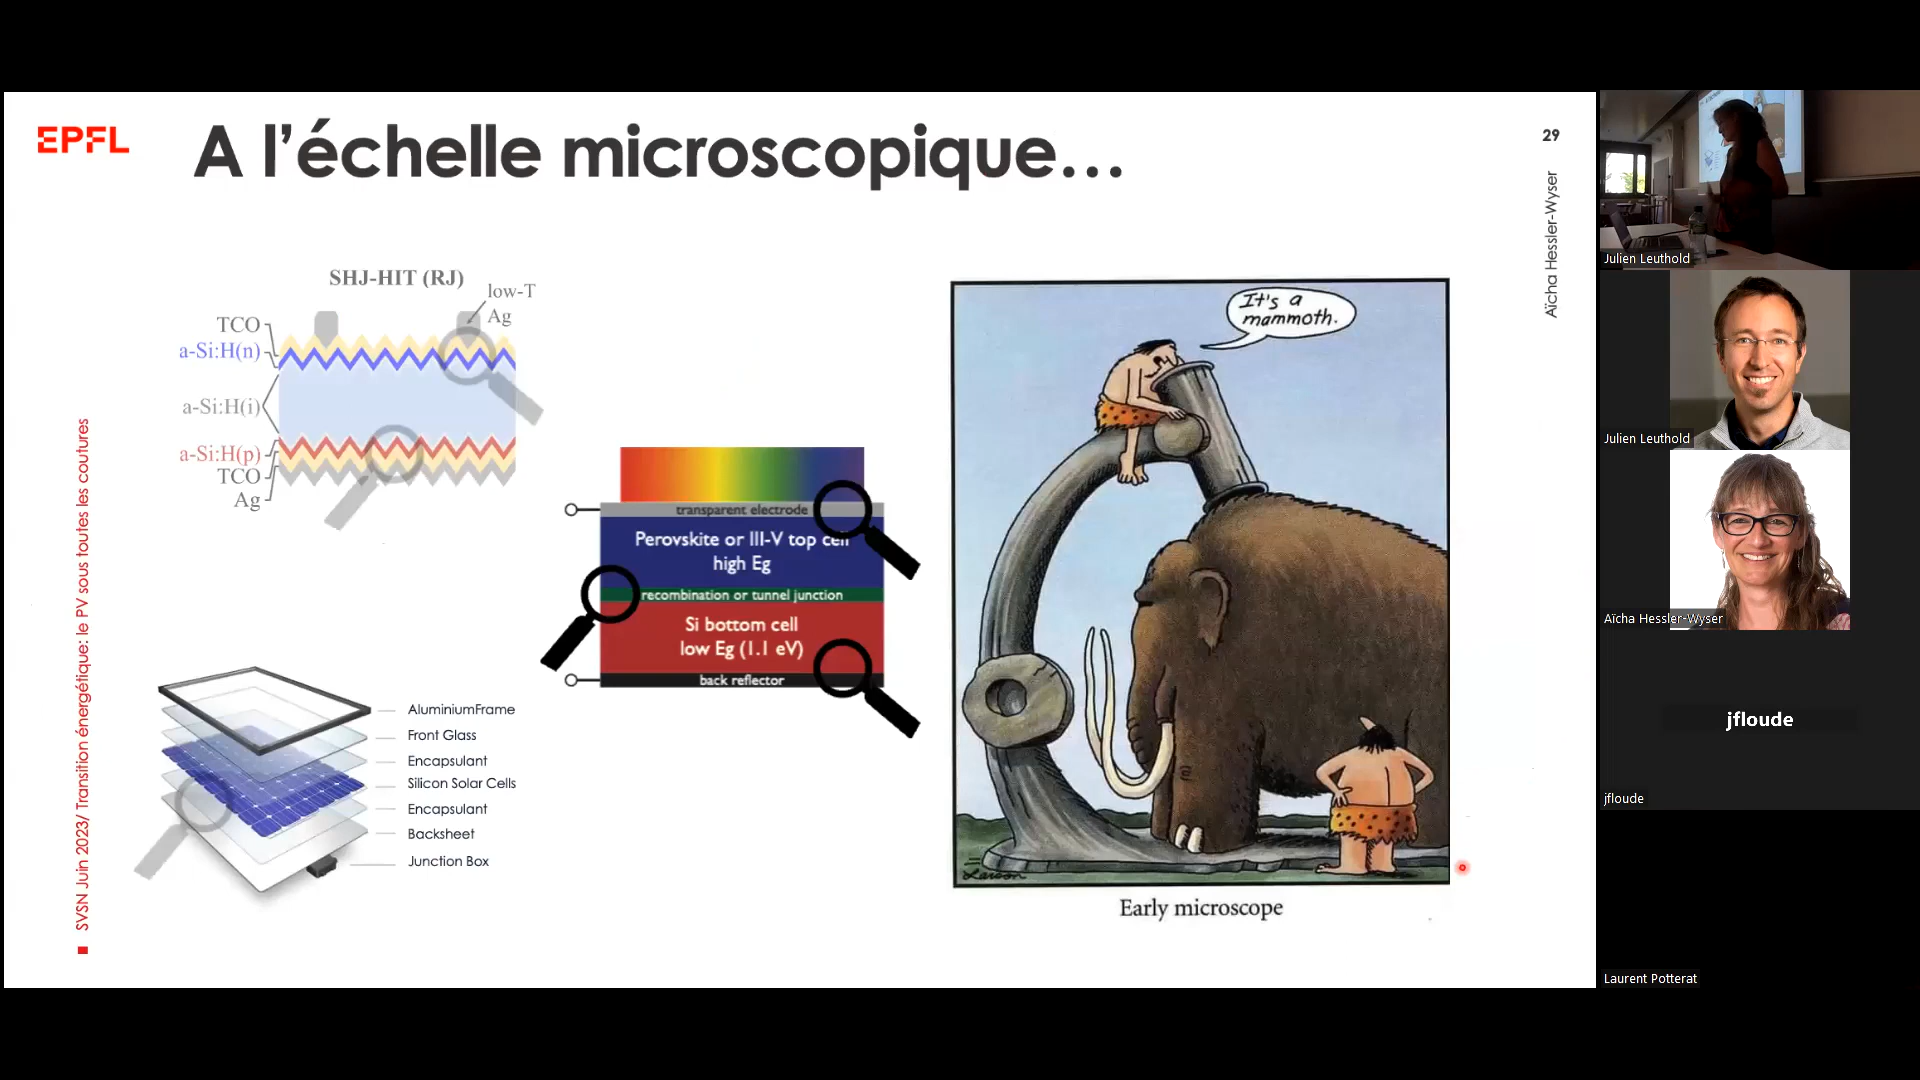 EPFL
A l'échelle microscopique...
29
Aïcha Hessler-Wyser
SVSN Juin 2023/ Transition énergétique: le PV sous toutes les coutures
SHJ-HIT (RJ)
low-T
Ag
TCO
a-Si:H(n)
a-Si:H(i)
a-Si:H(p)
TCO
Ag
transparent electrode
Perovskite or III-V top cell
high Eg
recombination or tunnel junction
Si bottom cell
low Eg (1.1 eV)
back reflector
AluminiumFrame
Front Glass
Encapsulant
Silicon Solar Cells
Encapsulant
Backsheet
Junction Box
It's a
mammoth.
Larson
Early microscope
Julien Leuthold
Julien Leuthold
Aïcha Hessler-Wyser
jfloude
jfloude
Laurent Potterat